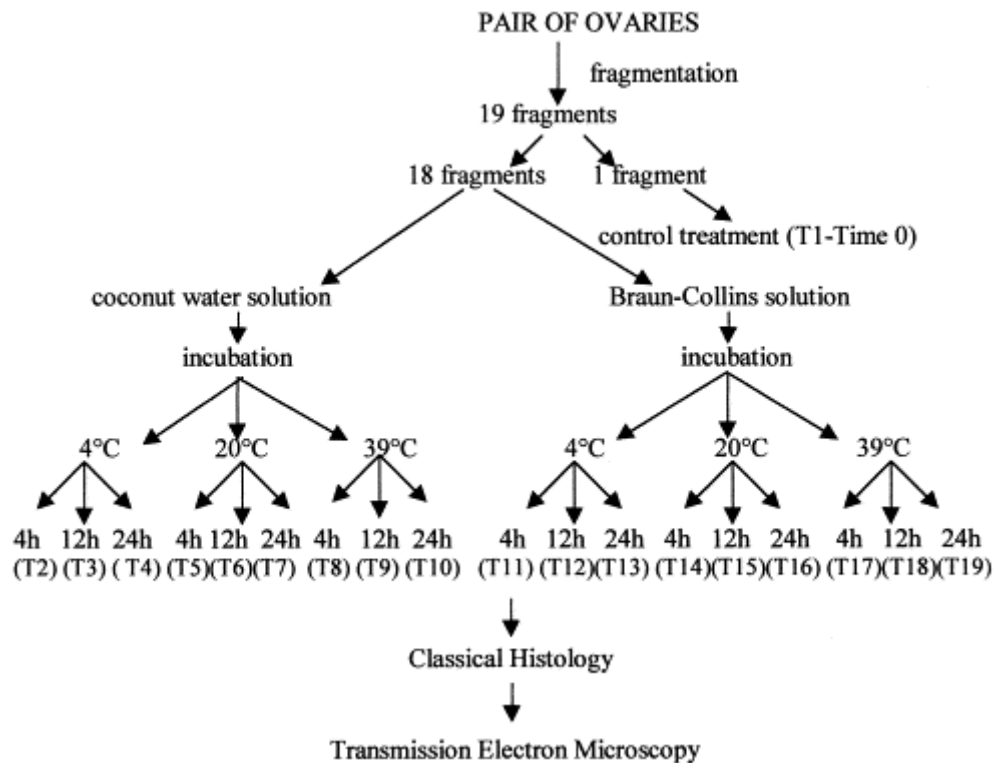 PAIR OF OVARIES
fragmentation
19 fragments
18 fragments 1 fragment
control treatment (T1-Time 0)
coconut water solution Braun-Collins solution
incubation incubation
4°C 20°C 39°C 4°C 20°C 39°C
4h 12h 24h 4h 12h 24h 4h 12h 24h 4h 12h 24h 4h 12h 24h 4h 12h 24h
(T2) (T3) ( T4) (T5)(T6)(T7) (T8) (T9) (T10) (T11) (T12)(T13) (T14)(T15)(T16) (T17)(T18)(T19)
Classical Histology
Transmission Electron Microscopy